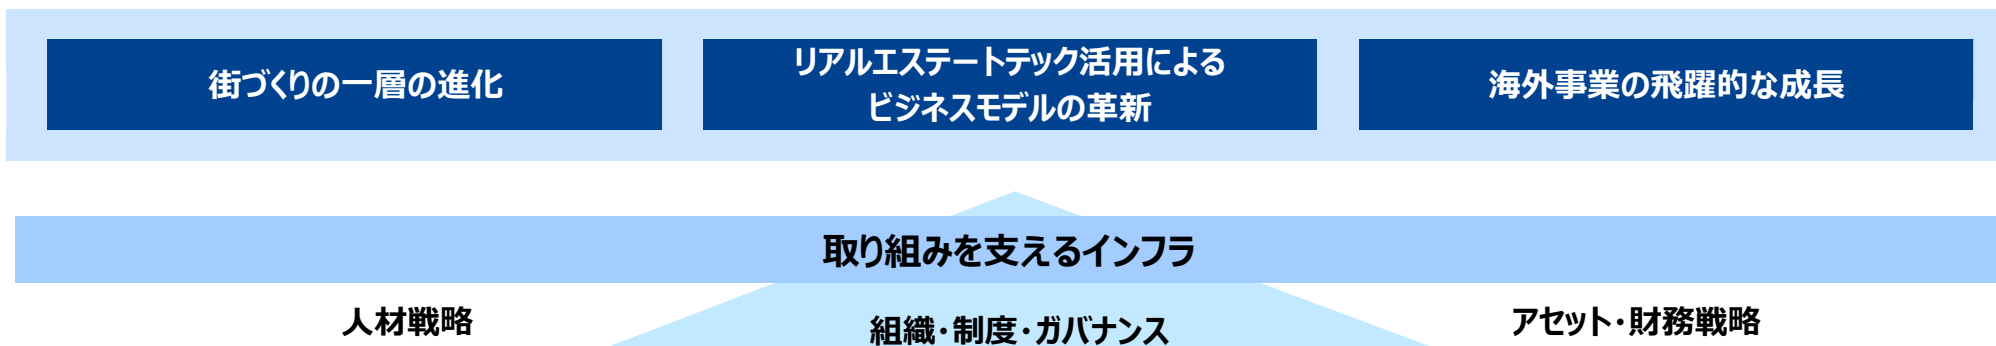 街づくりの一層の進化
リアルエステートテック活用による
ビジネスモデルの革新
海外事業の飛躍的な成長
取り組みを支えるインフラ
人材戦略
組織・制度・ガバナンス
アセット・財務戦略